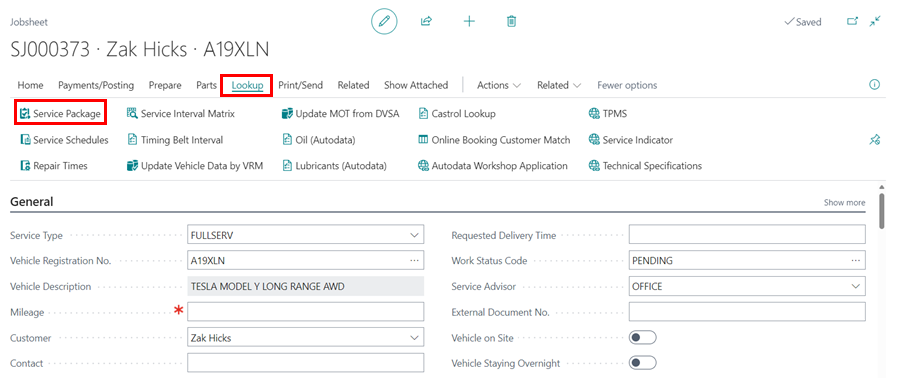 Jobsheet
Saved
SJ000373 · Zak Hicks · A19XLN
Home Payments/Posting Prepare Parts Lookup Print/Send Related Show Attached Actions Related Fewer options
Service Package Service Interval Matrix Update MOT from DVSA Castrol Lookup TPMS
Service Schedules Timing Belt Interval Oil (Autodata) Online Booking Customer Match Service Indicator
Repair Times Update Vehicle Data by VRM Lubricants (Autodata) Autodata Workshop Application Technical Specifications
General Show more
Service Type FULLSERV Requested Delivery Time
Vehicle Registration No. A19XLN Work Status Code PENDING
Vehicle Description TESLA MODEL Y LONG RANGE AWD Service Advisor OFFICE
Mileage * External Document No.
Customer Zak Hicks Vehicle on Site
Contact Vehicle Staying Overnight